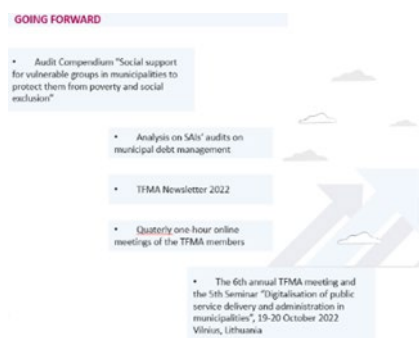 GOING FORWARD
• Audit Compendium "Social support
for vulnerable groups in municipalities to
protect them from poverty and social
exclusion"
• Analysis on SAIs' audits on
municipal debt management
• TFMA Newsletter 2022
• Quaterly one-hour online
meetings of the TFMA members
• The 6th annual TFMA meeting and
the 5th Seminar "Digitalisation of public
service delivery and administration in
municipalities", 19-20 October 2022
Vilnius, Lithuania